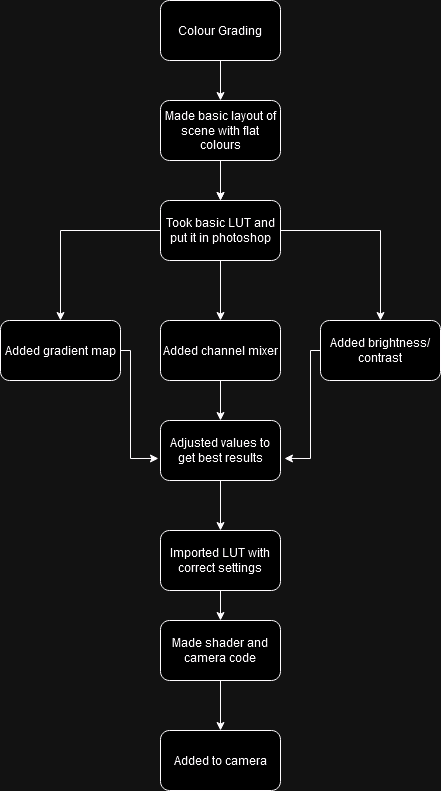 Colour Grading
Made basic layout of
scene with flat
colours
Took basic LUT and
put it in photoshop
Added gradient map
Added channel mixer
Added brightness/
contrast
Adjusted values to
get best results
Imported LUT with
correct settings
Made shader and
camera code
Added to camera